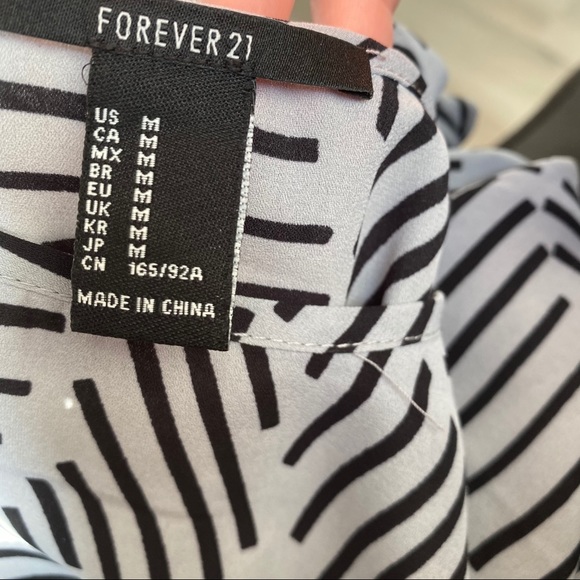 FOREVER 21
US M
CA M
MX M
BR M
EU M
UK M
KR M
JP M
CN 165/92A
MADE IN CHINA